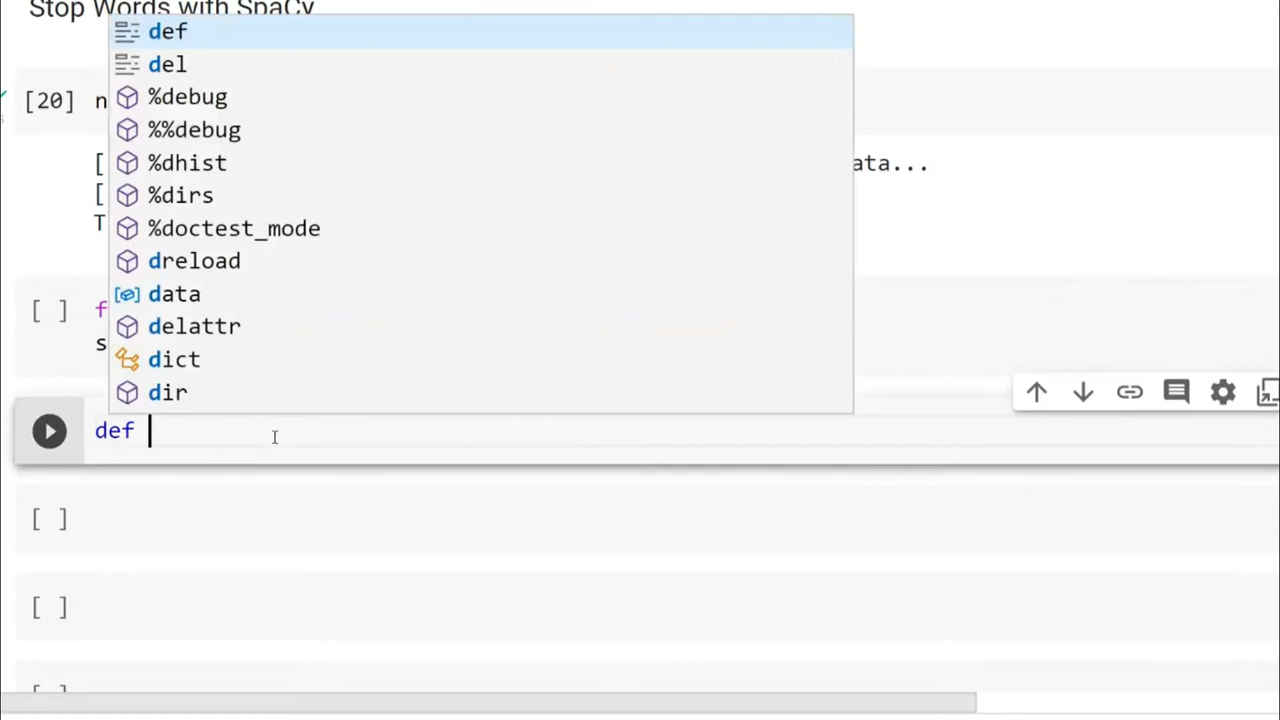 Stop Words with SpaCy
def
del
%debug
[20] n
%%debug
%dhist
[ ata...
%dirs
[
T %doctest_mode
dreload
data
[ ] f
delattr
s
dict
dir
def
[ ]
[ ]
[ ]